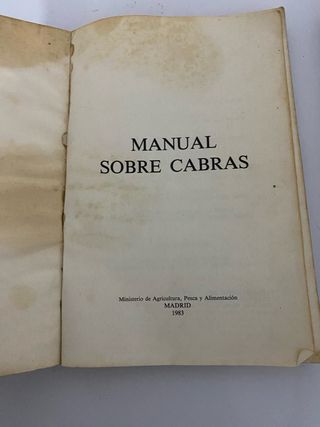 MANUAL
SOBRE CABRAS
Ministerio de Agricultura, Pesca y Alimentación
MADRID
1983